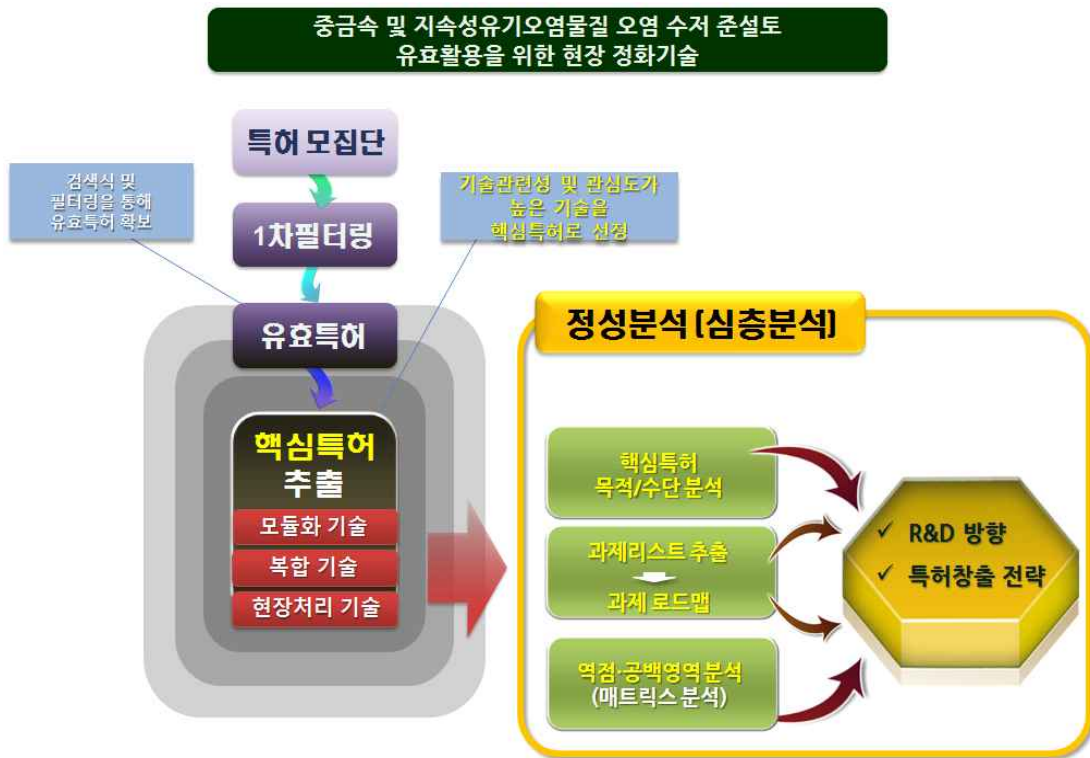 중금속 및 지속성유기오염물질 오염 수저 준설토
유효활용을 위한 현장 정화기술
특허 모집단
검색식 및
필터링을 통해
유효특허 확보
기술관련성 및 관심도가
높은 기술을
핵심특허로 선정
1차필터링
유효특허
핵심특허
추출
모듈화 기술
복합 기술
현장처리 기술
정성분석 (심층분석)
핵심특허
목적/수단 분석
과제리스트 추출
과제 로드맵
역점·공백영역 분석
(매트릭스 분석)
✓ R&D 방향
✓ 특허창출 전략